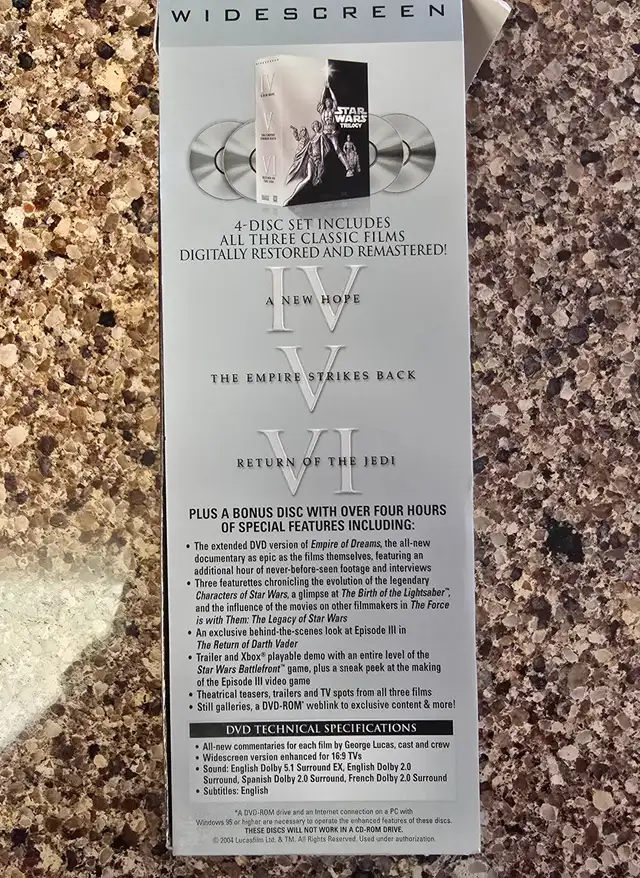 WIDESCREEN
WIDESCREEN
IV
A NEW HOPE
V
THE EMPIRE STRIKES BACK
VI
RETURN OF THE JEDI
STAR
WARS
TRILOGY
4-DISC SET INCLUDES
ALL THREE CLASSIC FILMS
DIGITALLY RESTORED AND REMASTERED!
IV
A NEW HOPE
V
THE EMPIRE STRIKES BACK
VI
RETURN OF THE JEDI
PLUS A BONUS DISC WITH OVER FOUR HOURS
OF SPECIAL FEATURES INCLUDING:
• The extended DVD version of Empire of Dreams, the all-new
documentary as epic as the films themselves, featuring an
additional hour of never-before-seen footage and interviews
• Three featurettes chronicling the evolution of the legendary
Characters of Star Wars, a glimpse at The Birth of the Lightsaber™,
and the influence of the movies on other filmmakers in The Force
is with Them: The Legacy of Star Wars
• An exclusive behind-the-scenes look at Episode III in
The Return of Darth Vader
• Trailer and Xbox® playable demo with an entire level of the
Star Wars Battlefront™ game, plus a sneak peek at the making
of the Episode III video game
• Theatrical teasers, trailers and TV spots from all three films
• Still galleries, a DVD-ROM* weblink to exclusive content & more!
DVD TECHNICAL SPECIFICATIONS
• All-new commentaries for each film by George Lucas, cast and crew
• Widescreen version enhanced for 16:9 TVs
• Sound: English Dolby 5.1 Surround EX, English Dolby 2.0
Surround, Spanish Dolby 2.0 Surround, French Dolby 2.0 Surround
• Subtitles: English
*A DVD-ROM drive and an Internet connection on a PC with
Windows 95 or higher are necessary to operate the enhanced features of these discs.
THESE DISCS WILL NOT WORK IN A CD-ROM DRIVE.
© 2004 Lucasfilm Ltd. & TM. All Rights Reserved. Used under authorization.